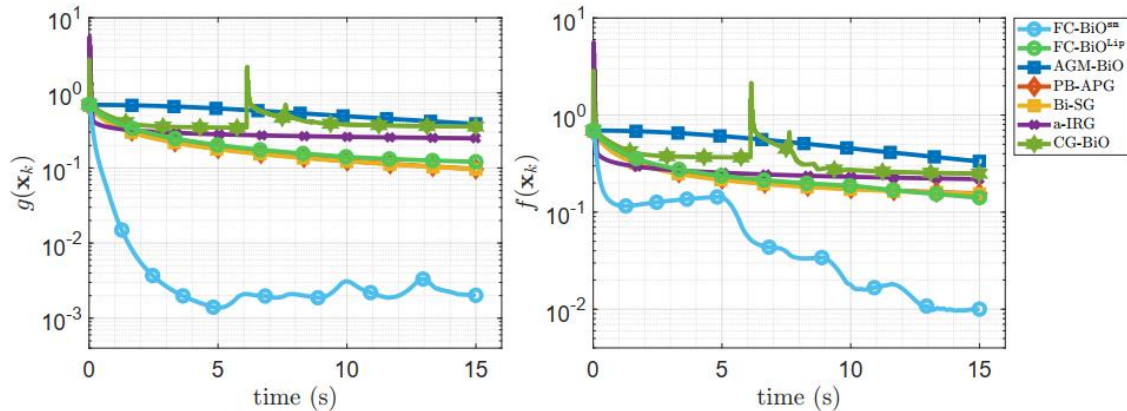 10^1
10^0
10^-1
10^-2
10^-3
g(x_k)
0 5 10 15
time (s)
10^1
10^0
10^-1
10^-2
f(x_k)
0 5 10 15
time (s)
FC-BiO^sm
FC-BiO^Lip
AGM-BiO
PB-APG
Bi-SG
a-IRG
CG-BiO